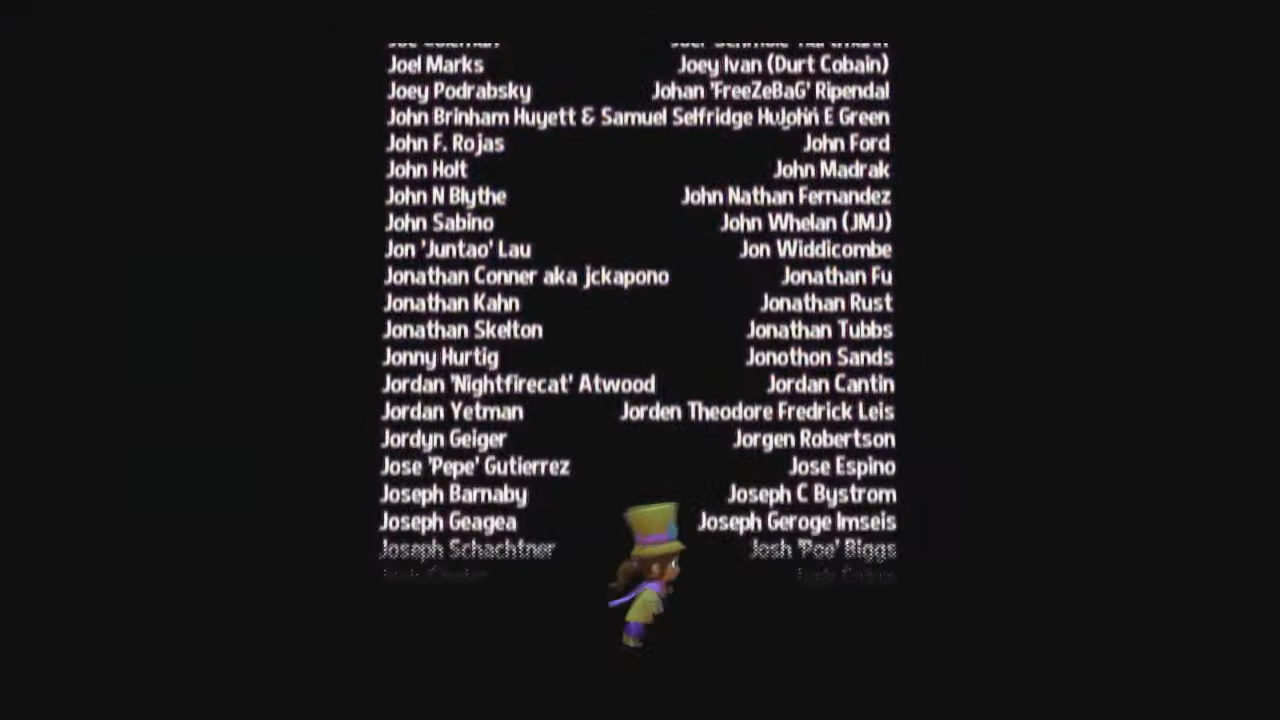 Joe Coleman
Joel Marks Joey Ivan (Durt Cobain)
Joey Podrabsky Johan 'FreeZeBaG' Ripendal
John Brinham Huyett & Samuel Selfridge John E Green
John F. Rojas John Ford
John Holt John Madrak
John N Blythe John Nathan Fernandez
John Sabino John Whelan (JMJ)
Jon 'Juntao' Lau Jon Widdicombe
Jonathan Conner aka jckapono Jonathan Fu
Jonathan Kahn Jonathan Rust
Jonathan Skelton Jonathan Tubbs
Jonny Hurtig Jonothon Sands
Jordan 'Nightfirecat' Atwood Jordan Cantin
Jordan Yetman Jorden Theodore Fredrick Leis
Jordyn Geiger Jorgen Robertson
Jose 'Pepe' Gutierrez Jose Espino
Joseph Barnaby Joseph C Bystrom
Joseph Geagea Joseph Geroge Imseis
Joseph Schachtner Josh 'Poe' Biggs